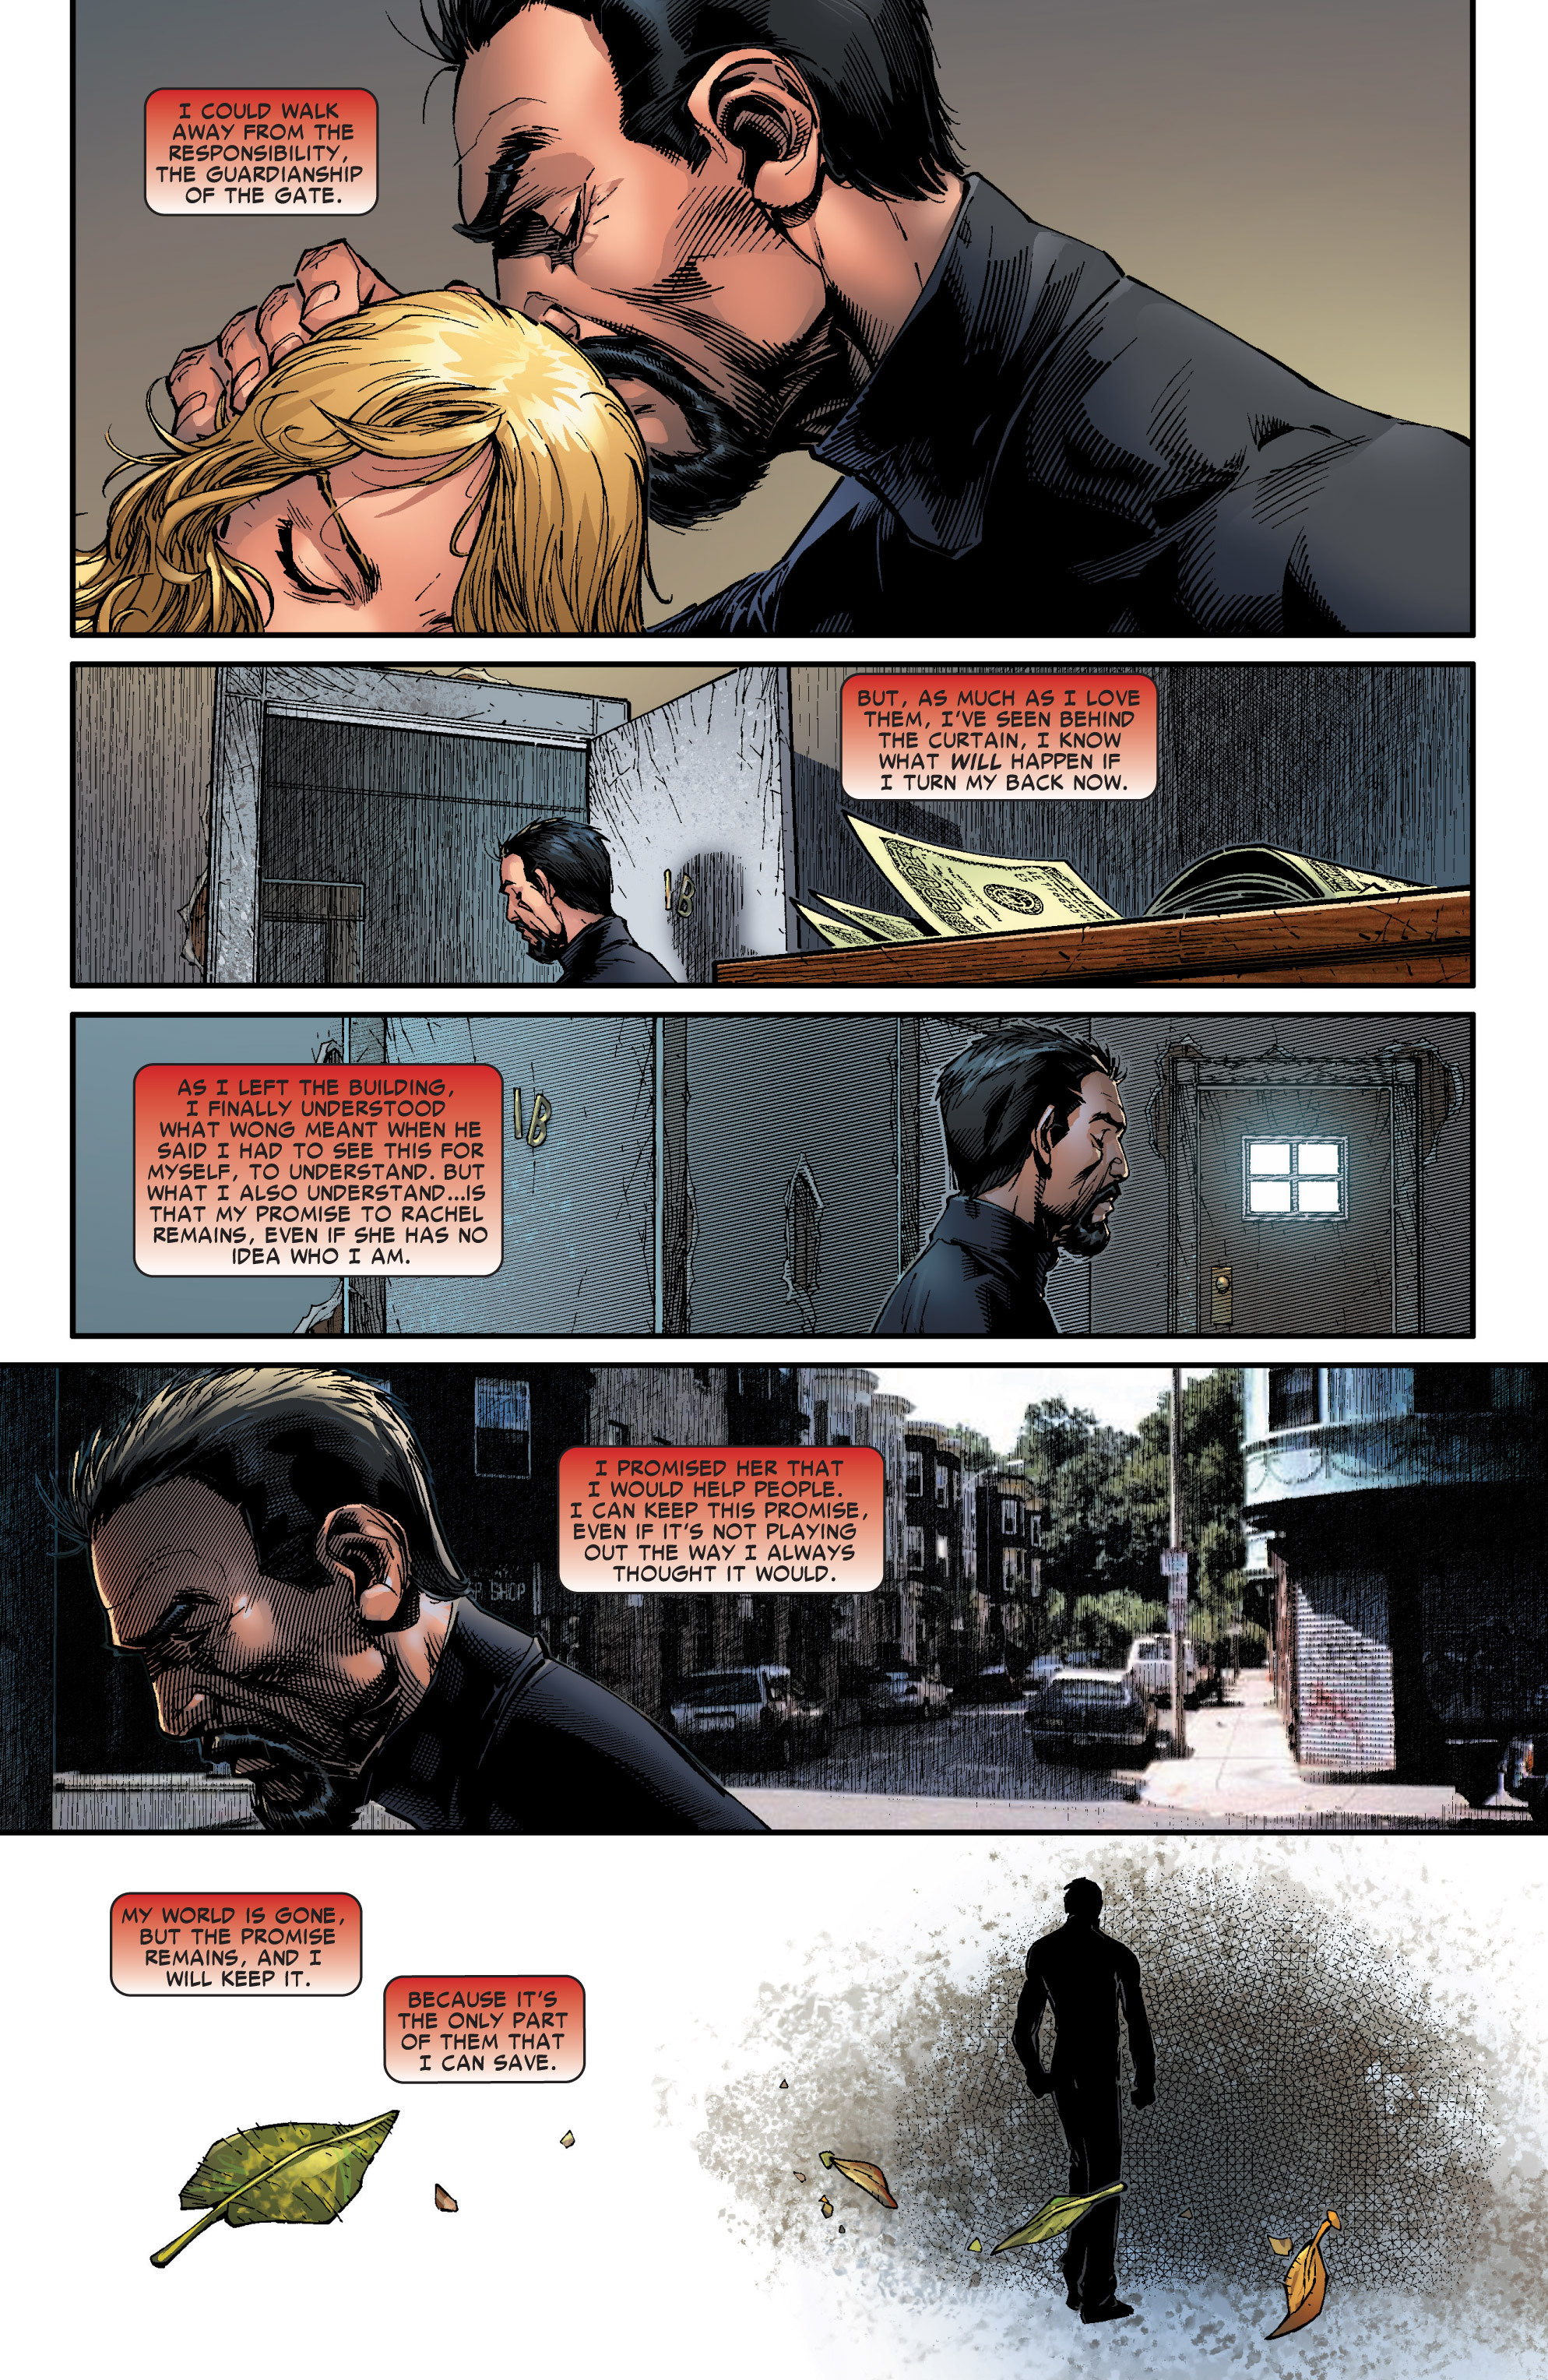 I COULD WALK
AWAY FROM THE
RESPONSIBILITY,
THE GUARDIANSHIP
OF THE GATE.
BUT, AS MUCH AS I LOVE
THEM, I'VE SEEN BEHIND
THE CURTAIN, I KNOW
WHAT WILL HAPPEN IF
I TURN MY BACK NOW.
1B
AS I LEFT THE BUILDING,
I FINALLY UNDERSTOOD
WHAT WONG MEANT WHEN HE
SAID I HAD TO SEE THIS FOR
MYSELF, TO UNDERSTAND. BUT
WHAT I ALSO UNDERSTAND...IS
THAT MY PROMISE TO RACHEL
REMAINS, EVEN IF SHE HAS NO
IDEA WHO I AM.
1B
I PROMISED HER THAT
I WOULD HELP PEOPLE.
I CAN KEEP THIS PROMISE,
EVEN IF IT'S NOT PLAYING
OUT THE WAY I ALWAYS
THOUGHT IT WOULD.
SHOP
MY WORLD IS GONE,
BUT THE PROMISE
REMAINS, AND I
WILL KEEP IT.
BECAUSE IT'S
THE ONLY PART
OF THEM THAT
I CAN SAVE.